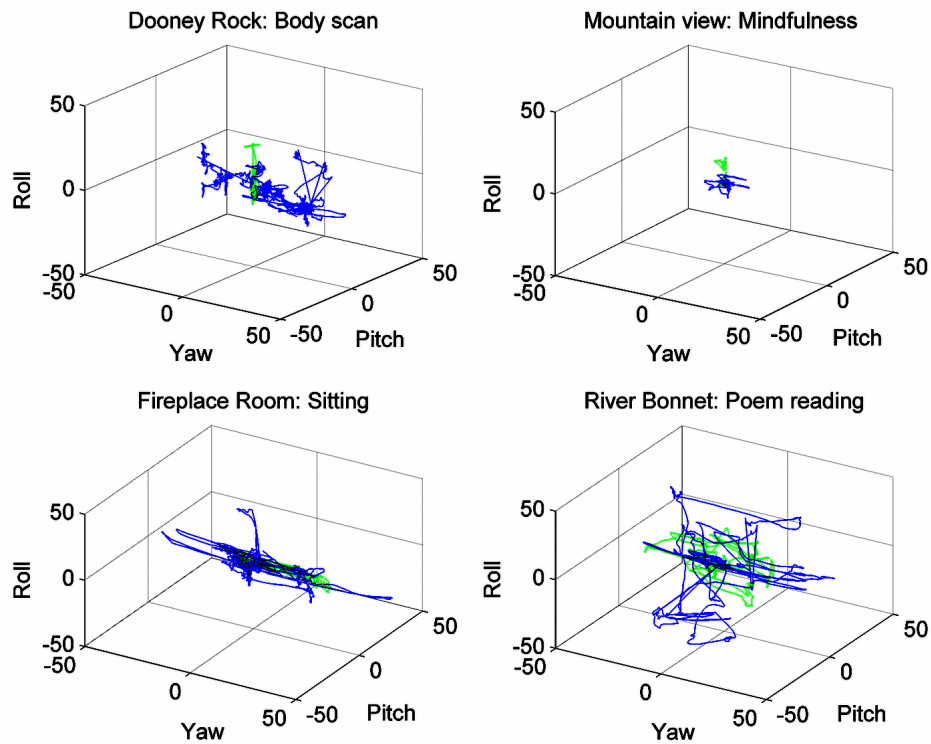 Dooney Rock: Body scan
50
0
-50
Roll
-50
0
50
Yaw
-50
0
50
Pitch
Mountain view: Mindfulness
50
0
-50
Roll
-50
0
50
Yaw
-50
0
50
Pitch
Fireplace Room: Sitting
50
0
-50
Roll
-50
0
50
Yaw
-50
0
50
Pitch
River Bonnet: Poem reading
50
0
-50
Roll
-50
0
50
Yaw
-50
0
50
Pitch